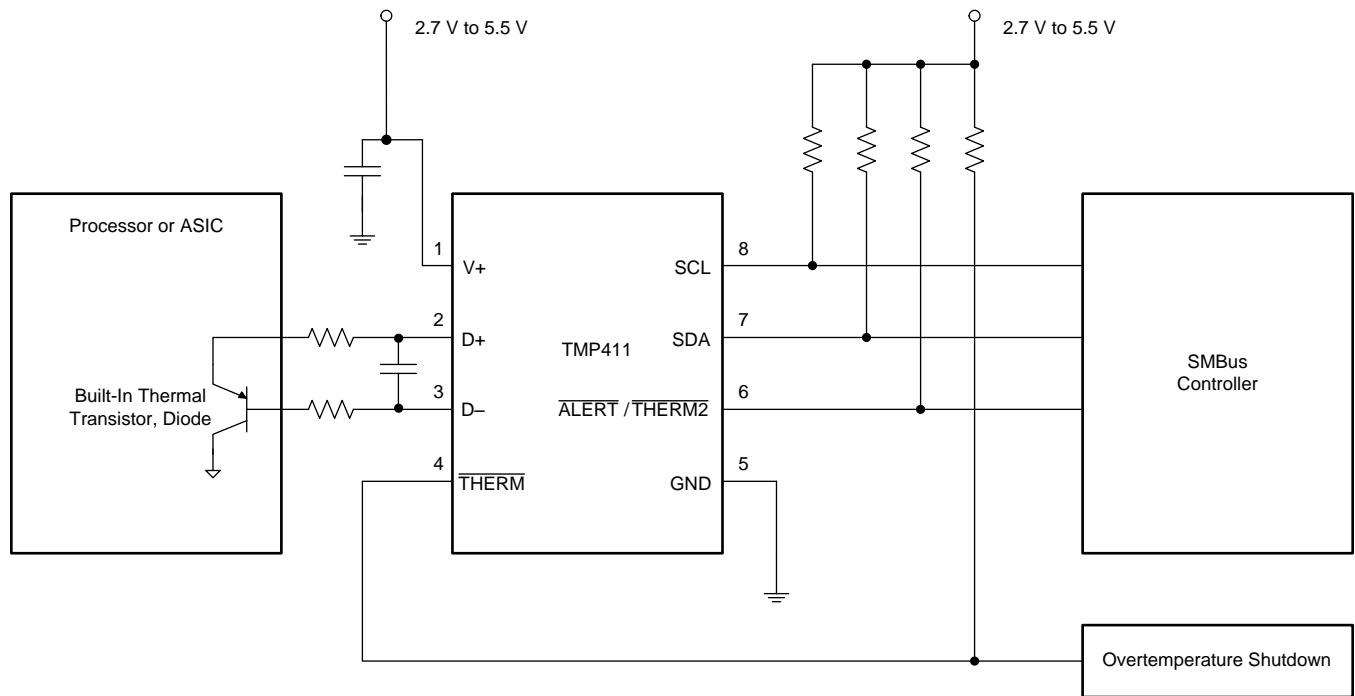 2.7 V to 5.5 V
2.7 V to 5.5 V
Processor or ASIC
Built-In Thermal
Transistor, Diode
1
V+
2
D+
3
D–
4
THERM
TMP411
8
SCL
7
SDA
6
ALERT / THERM2
5
GND
SMBus
Controller
Overtemperature Shutdown